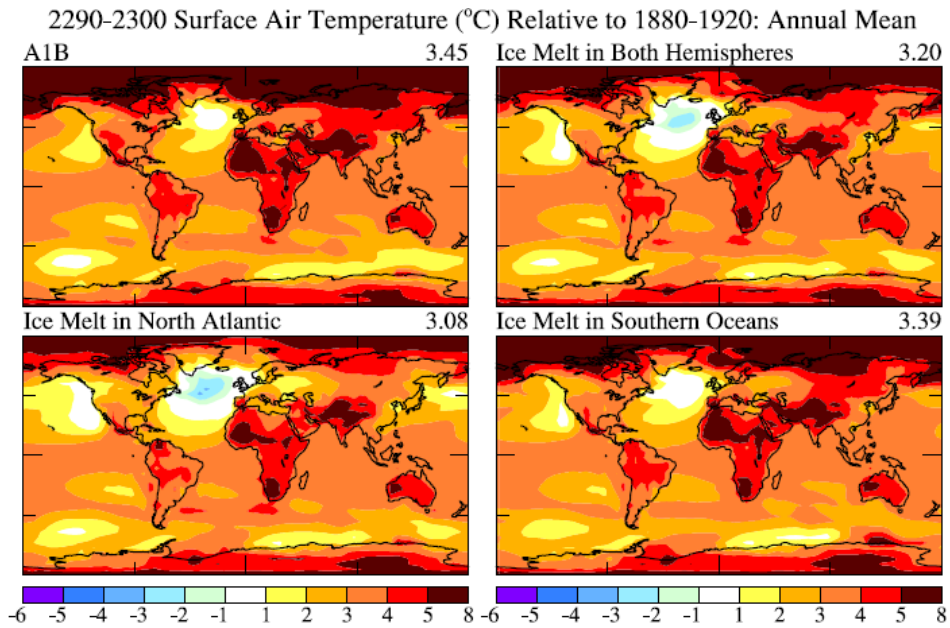 2290-2300 Surface Air Temperature (°C) Relative to 1880-1920: Annual Mean
A1B 3.45
Ice Melt in Both Hemispheres 3.20
Ice Melt in North Atlantic 3.08
Ice Melt in Southern Oceans 3.39
-6 -5 -4 -3 -2 -1 1 2 3 4 5 8
-6 -5 -4 -3 -2 -1 1 2 3 4 5 8